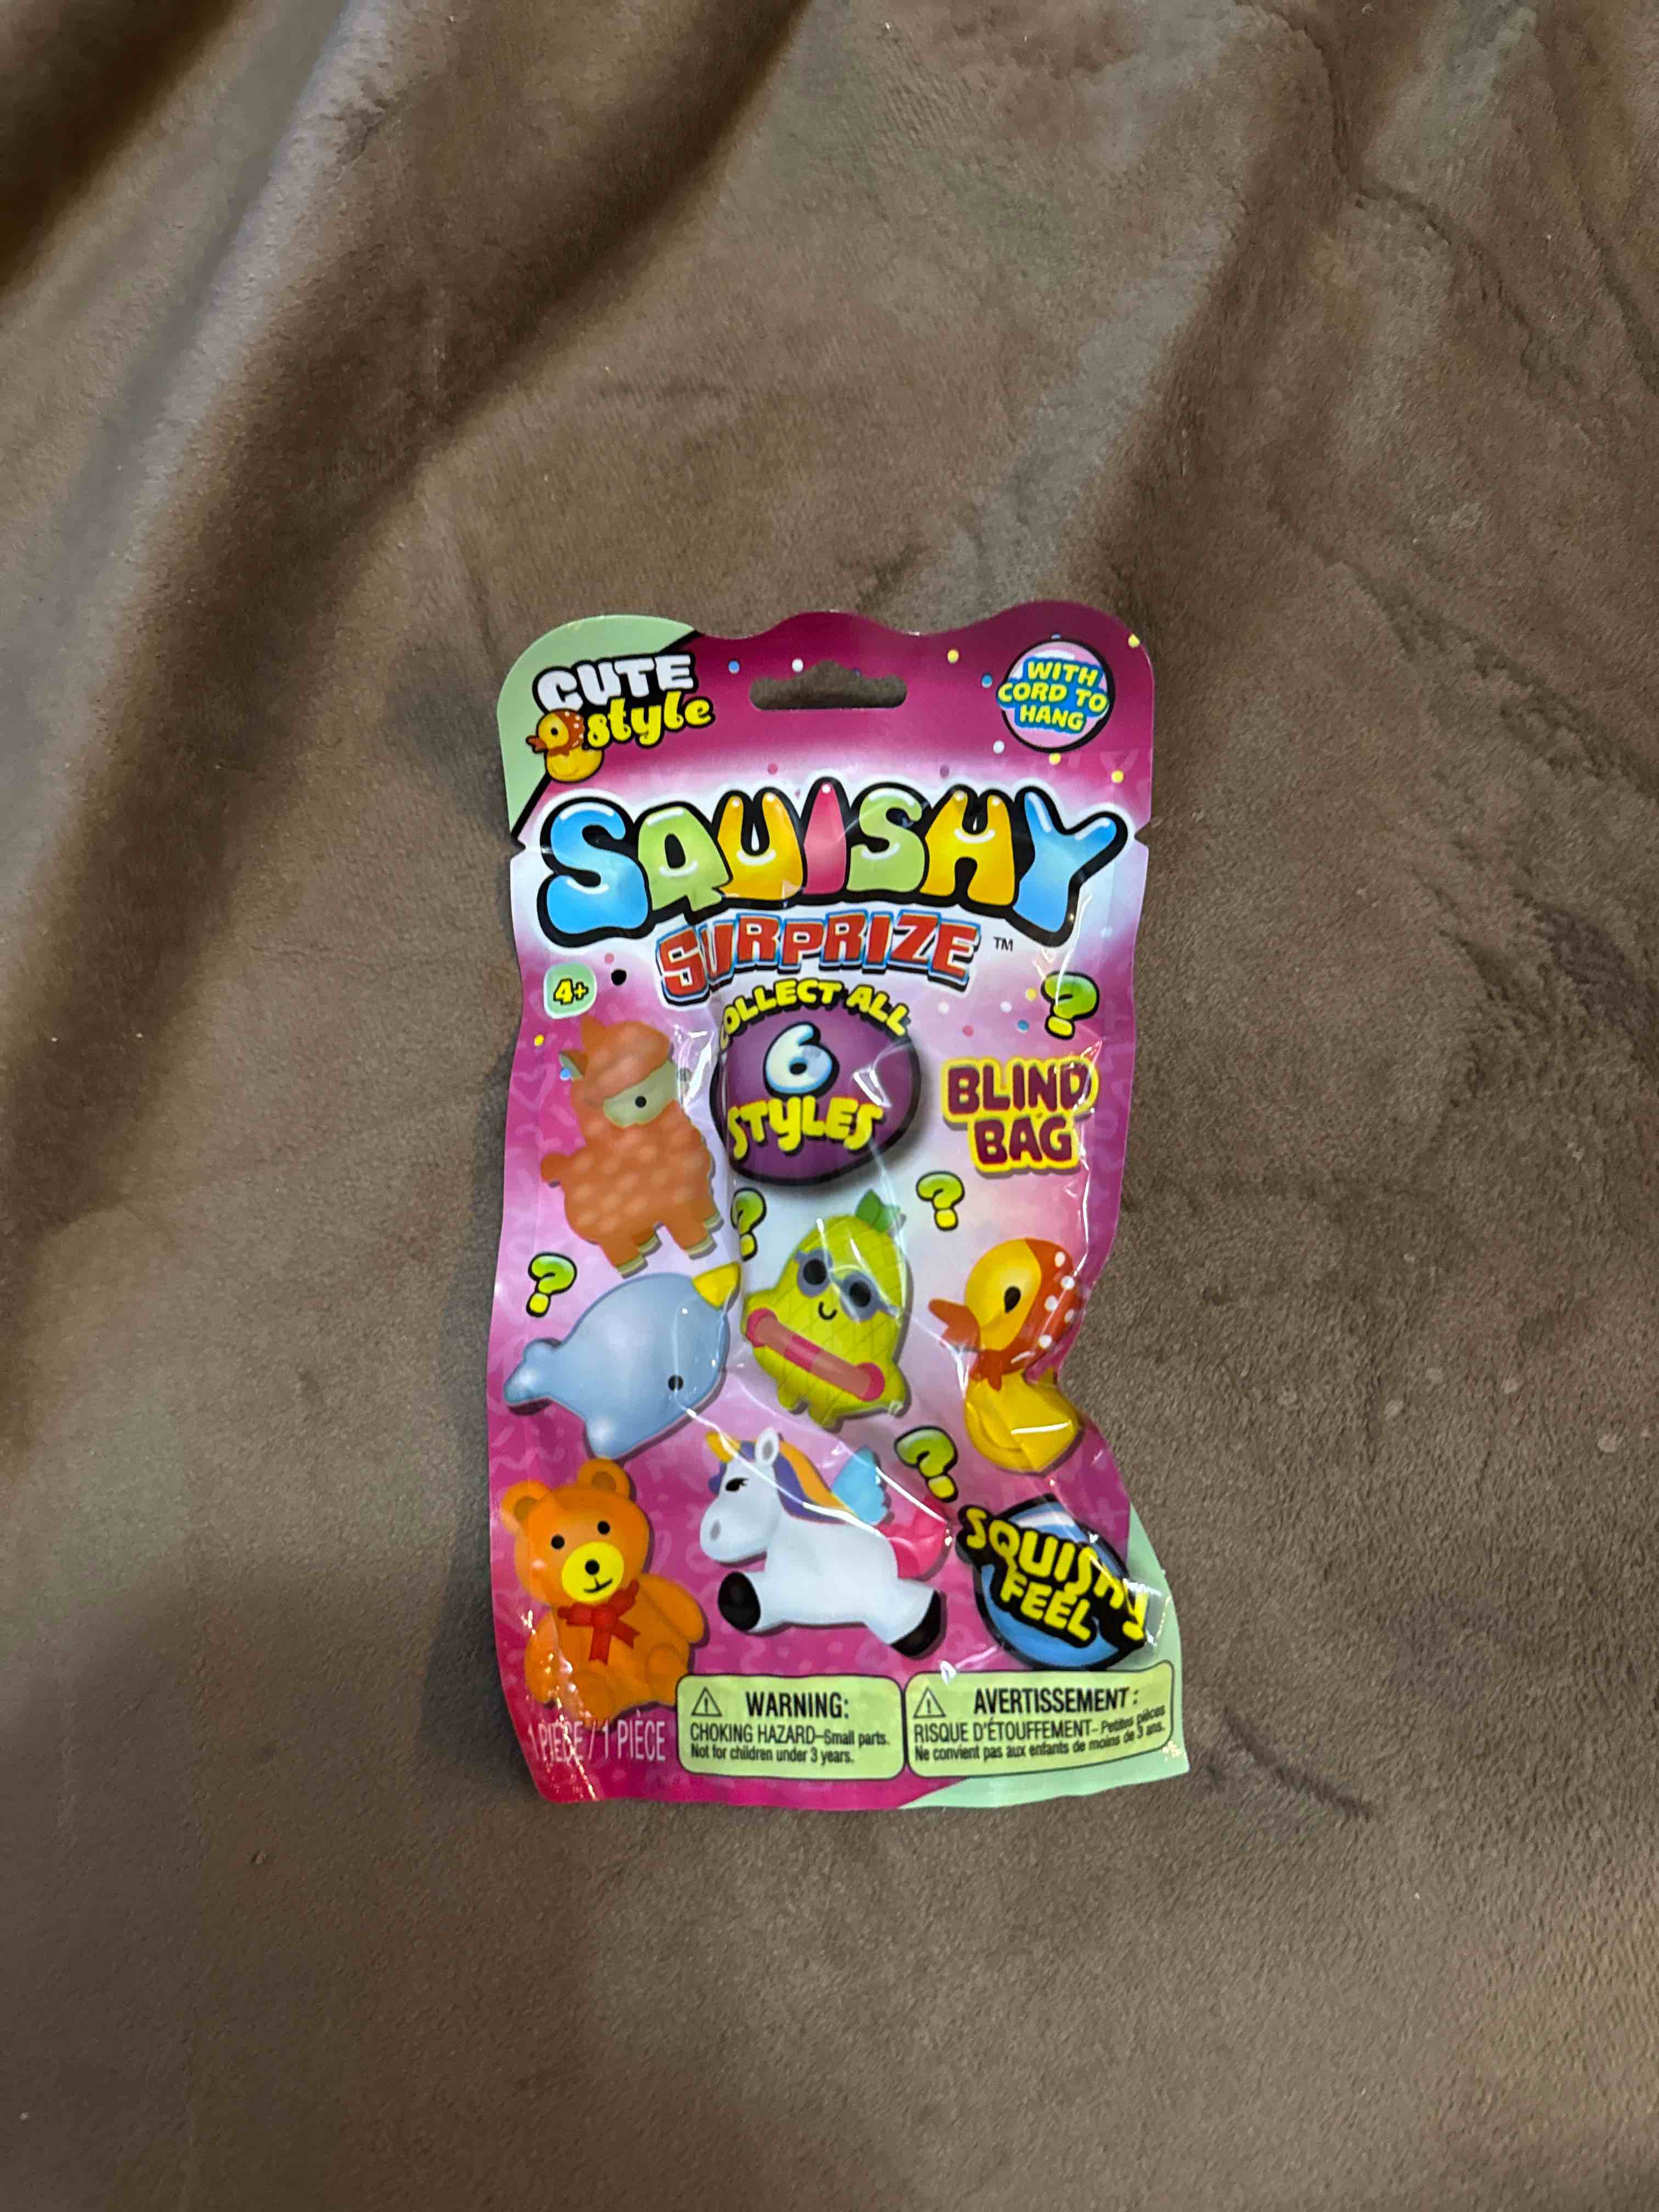 CUTE
style
WITH
CORD TO
HANG
SQUISHY
SURPRIZE™
4+
COLLECT ALL
6
STYLES
?
BLIND
BAG
?
?
?
?
SQUISHY
FEEL
1 PIECE / 1 PIÈCE
⚠ WARNING:
CHOKING HAZARD–Small parts.
Not for children under 3 years.
⚠ AVERTISSEMENT :
RISQUE D'ÉTOUFFEMENT– Petites pièces
Ne convient pas aux enfants de moins de 3 ans.